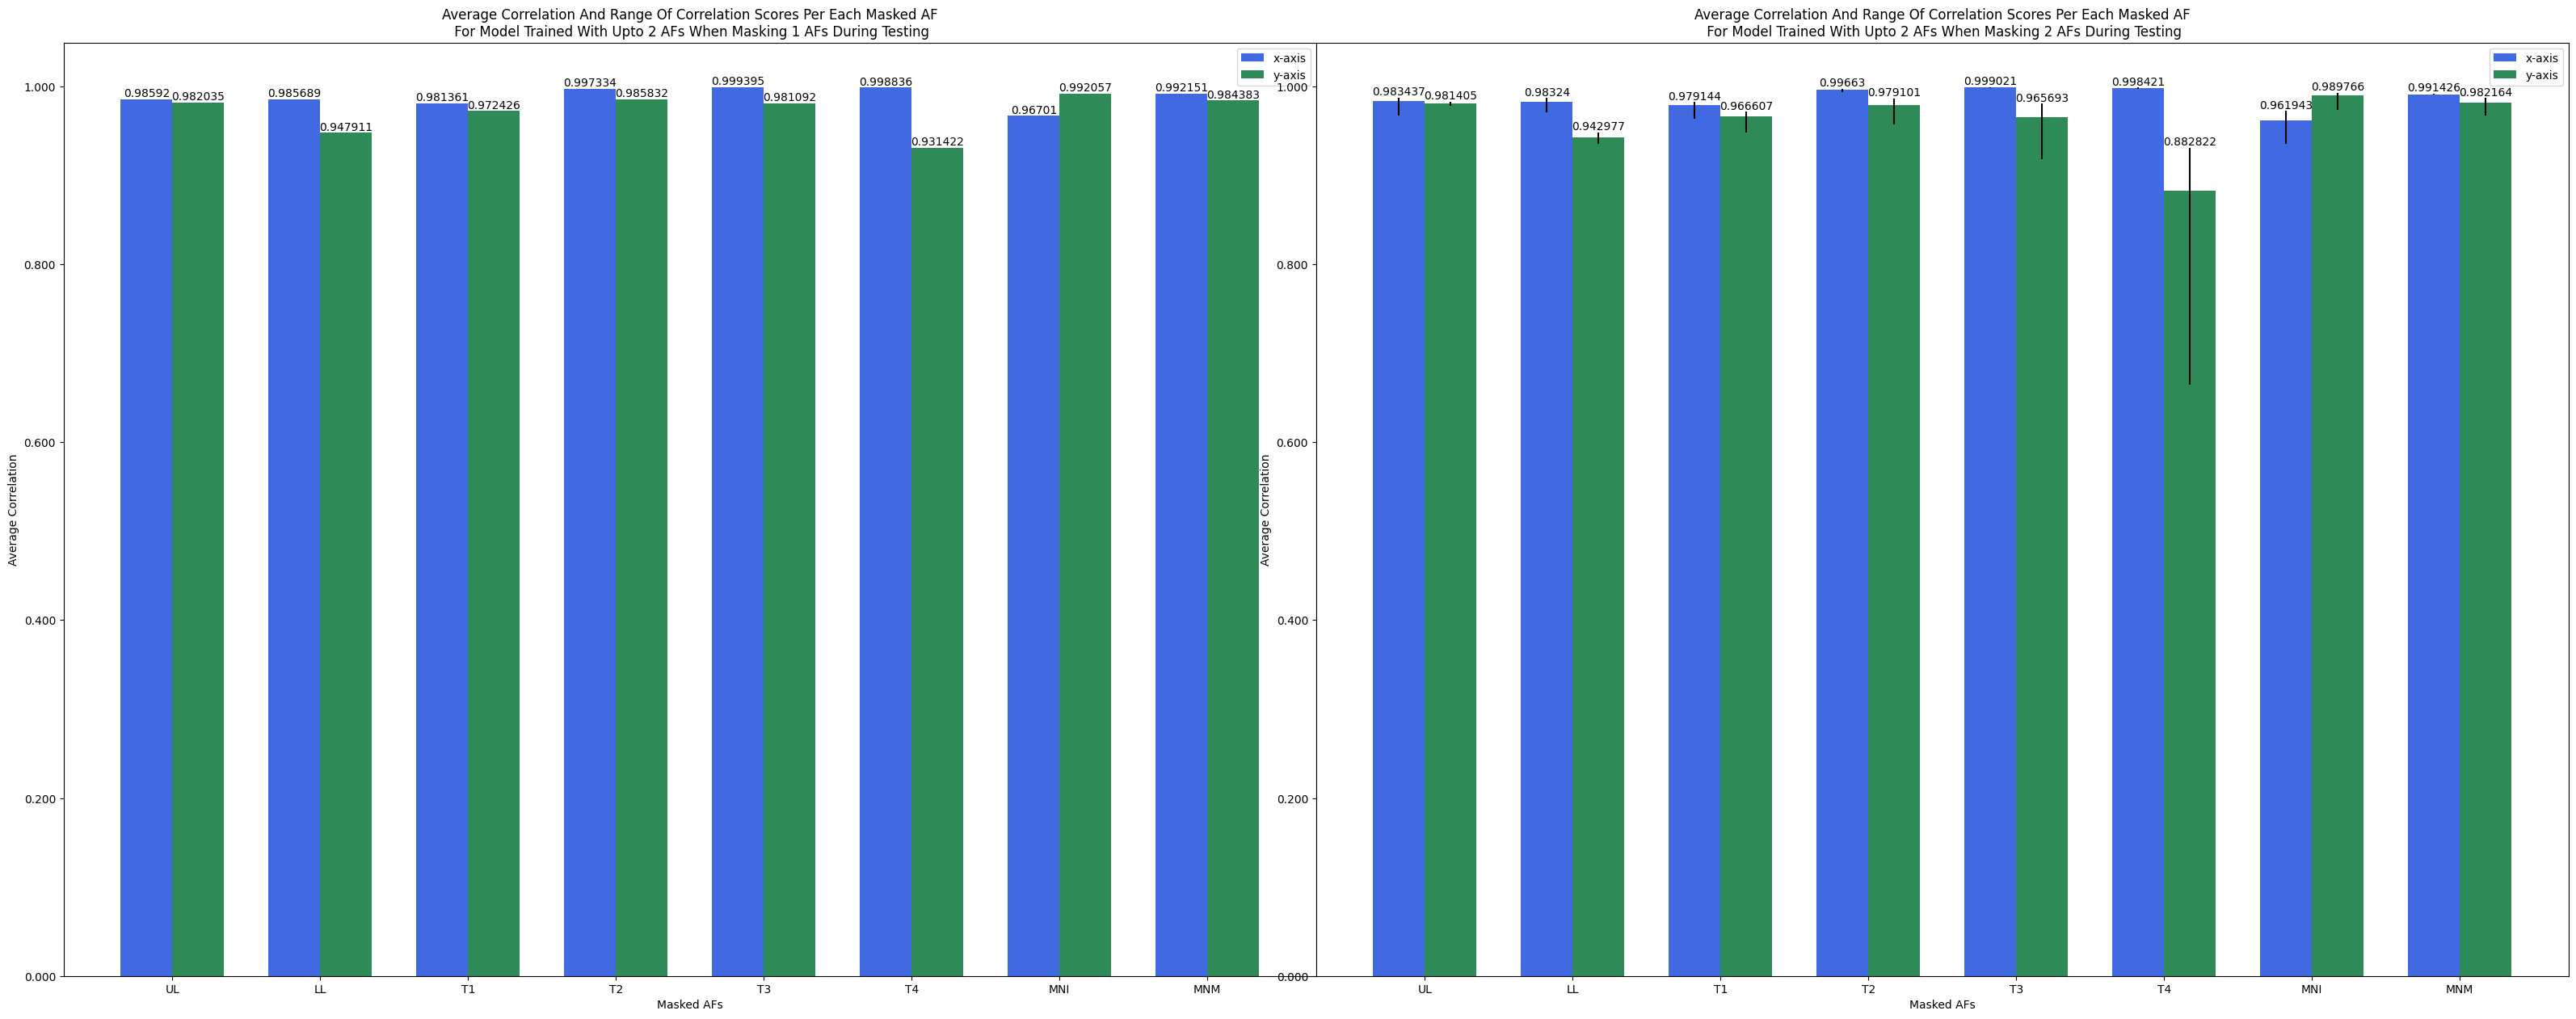 Average Correlation And Range Of Correlation Scores Per Each Masked AF
For Model Trained With Upto 2 AFs When Masking 1 AFs During Testing
x-axis
y-axis
1.000
0.800
0.600
0.400
0.200
0.000
Average Correlation
0.98592
0.982035
0.985689
0.947911
0.981361
0.972426
0.997334
0.985832
0.999395
0.981092
0.998836
0.931422
0.96701
0.992057
0.992151
0.984383
UL
LL
T1
T2
T3
T4
MNI
MNM
Masked AFs
Average Correlation And Range Of Correlation Scores Per Each Masked AF
For Model Trained With Upto 2 AFs When Masking 2 AFs During Testing
x-axis
y-axis
1.000
0.800
0.600
0.400
0.200
0.000
Average Correlation
0.983437
0.981405
0.98324
0.942977
0.979144
0.966607
0.99663
0.979101
0.999021
0.965693
0.998421
0.882822
0.961943
0.989766
0.991426
0.982164
UL
LL
T1
T2
T3
T4
MNI
MNM
Masked AFs